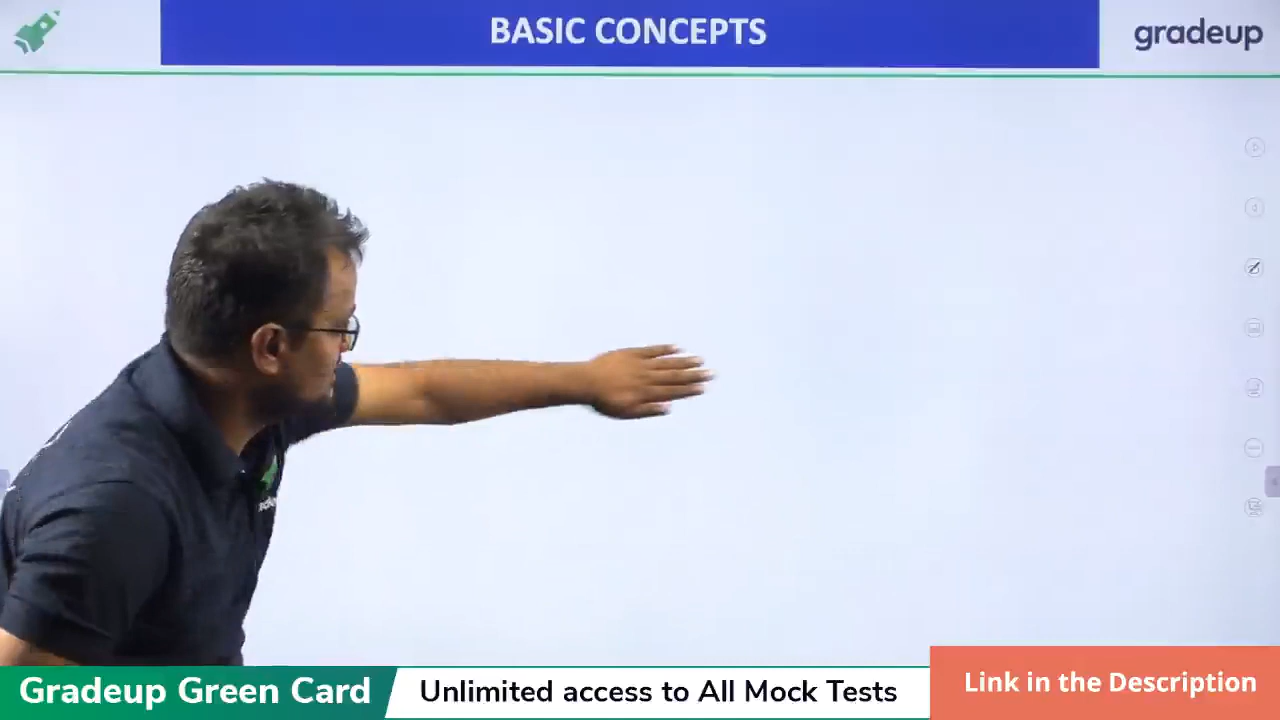 BASIC CONCEPTS
gradeup
Gradeup Green Card
Unlimited access to All Mock Tests
Link in the Description